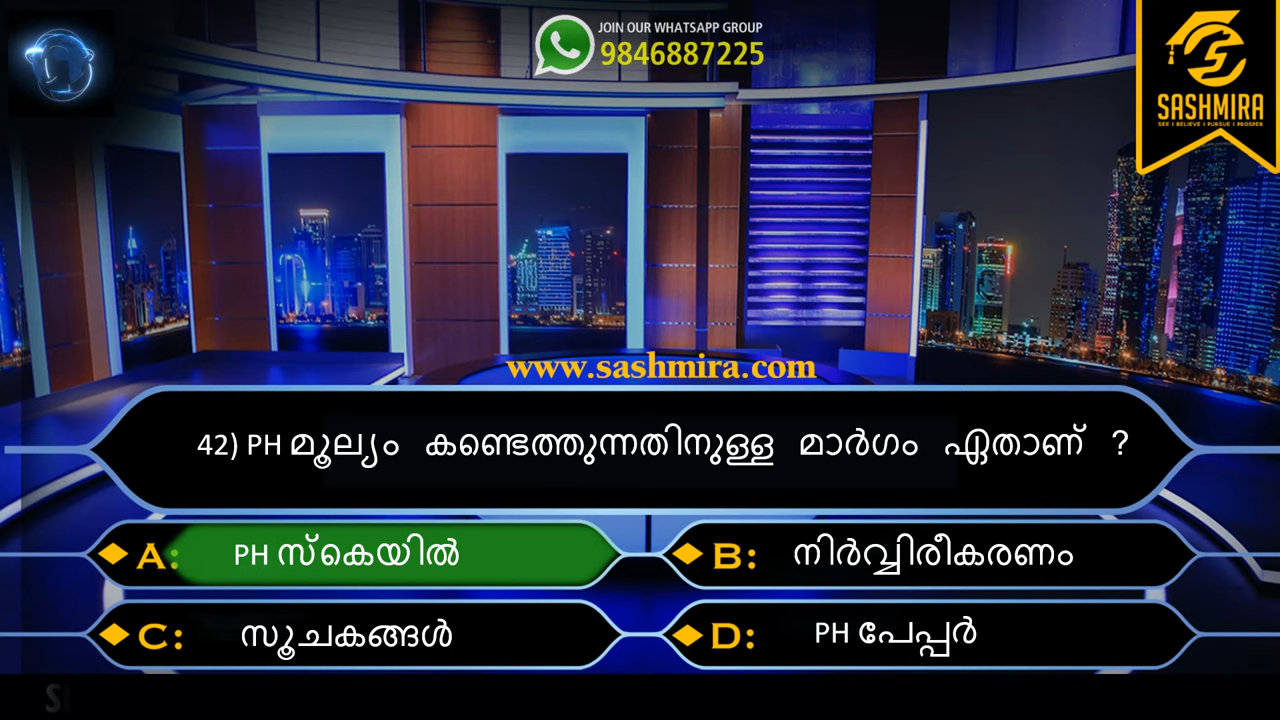 JOIN OUR WHATSAPP GROUP
9846887225
SASHMIRA
SEE | BELIEVE | PURSUE | PROSPER
www.sashmira.com
42) PH മൂല്യം കണ്ടെത്തുന്നതിനുള്ള മാർഗം ഏതാണ് ?
A: PH സ്കെയിൽ
B: നിർവ്വിരീകരണം
C: സൂചകങ്ങൾ
D: PH പേപ്പർ